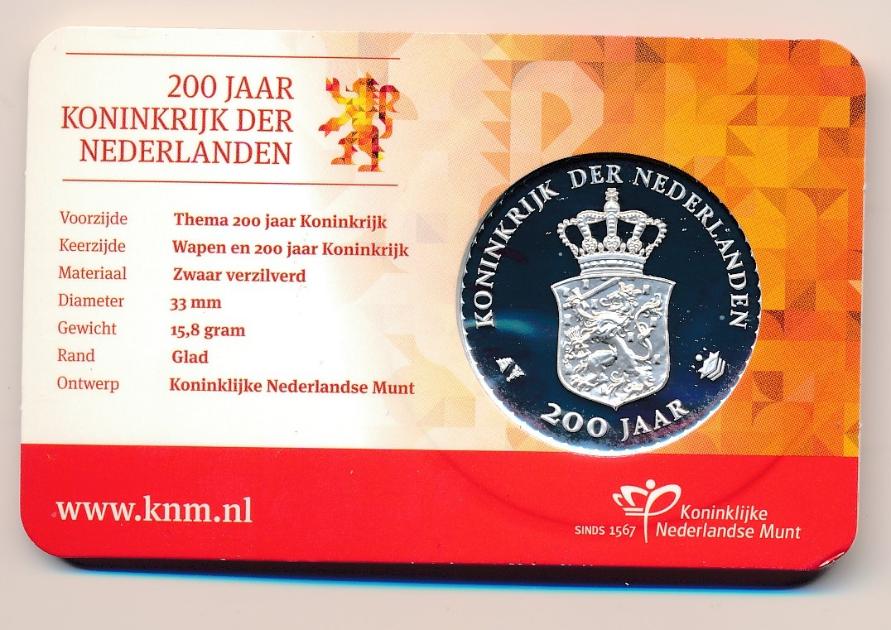 200 JAAR
KONINKRIJK DER
NEDERLANDEN
Voorzijde Thema 200 jaar Koninkrijk
Keerzijde Wapen en 200 jaar Koninkrijk
Materiaal Zwaar verzilverd
Diameter 33 mm
Gewicht 15,8 gram
Rand Glad
Ontwerp Koninklijke Nederlandse Munt
KONINKRIJK DER NEDERLANDEN
200 JAAR
www.knm.nl
SINDS 1567
Koninklijke
Nederlandse Munt